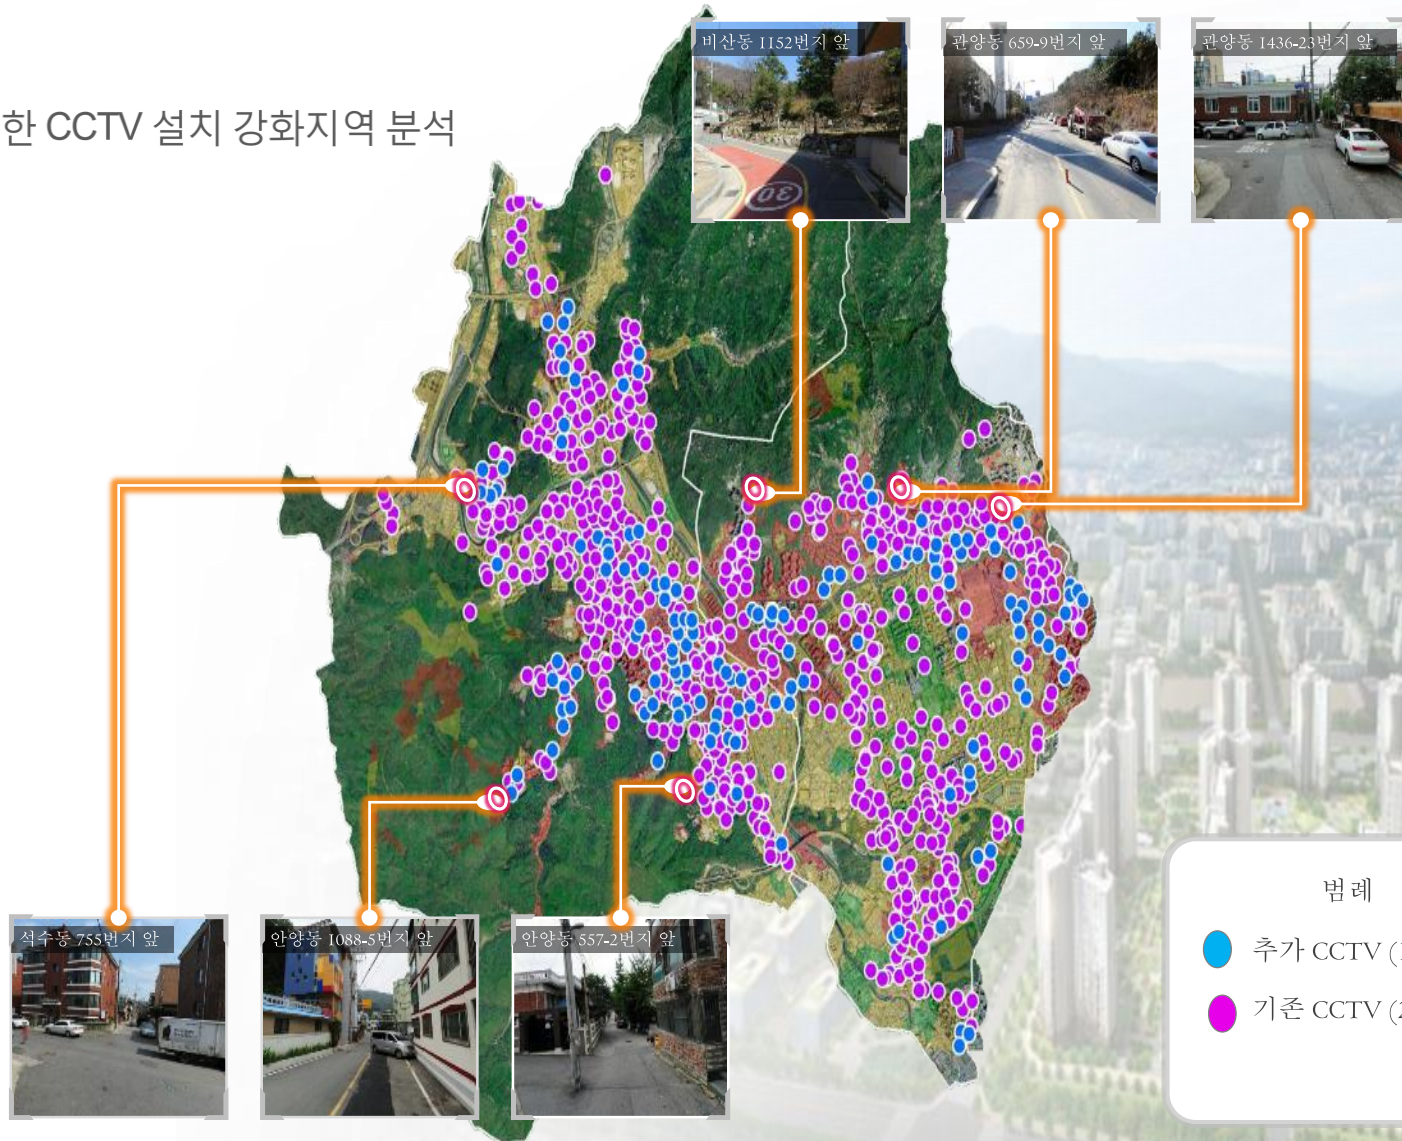 한 CCTV 설치 강화지역 분석
비산동 1152번지 앞
관양동 659-9번지 앞
관양동 1436-23번지 앞
30
석수동 755번지 앞
안양동 1088-5번지 앞
안양동 557-2번지 앞
범례
추가 CCTV (
기존 CCTV (2